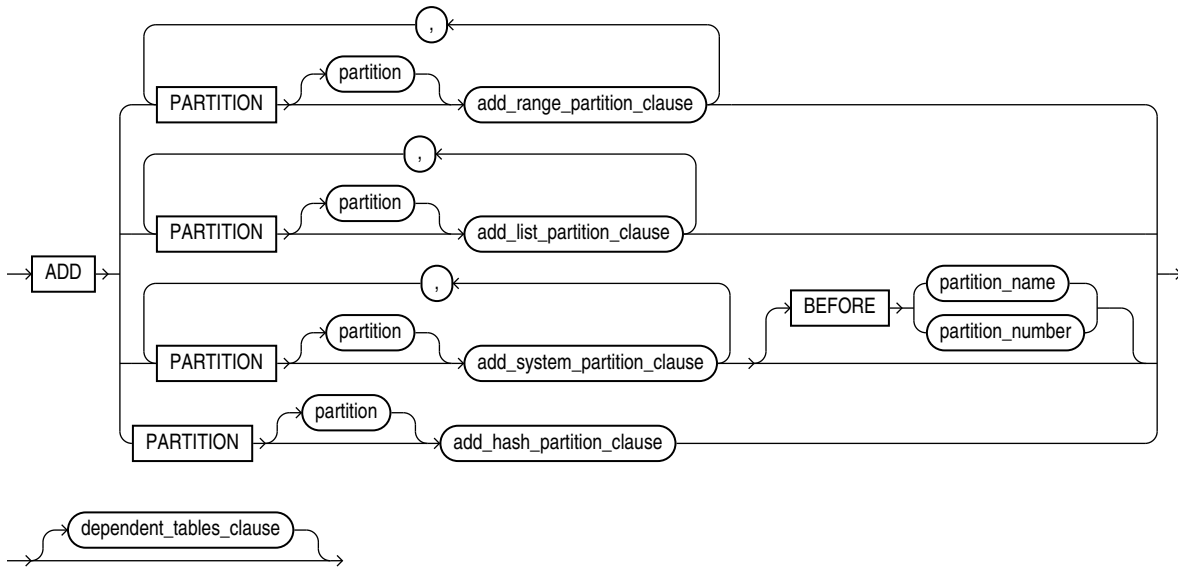 ,
partition
PARTITION add_range_partition_clause
,
partition
PARTITION add_list_partition_clause
ADD
,
partition_name
BEFORE
partition partition_number
PARTITION add_system_partition_clause
partition
PARTITION add_hash_partition_clause
dependent_tables_clause